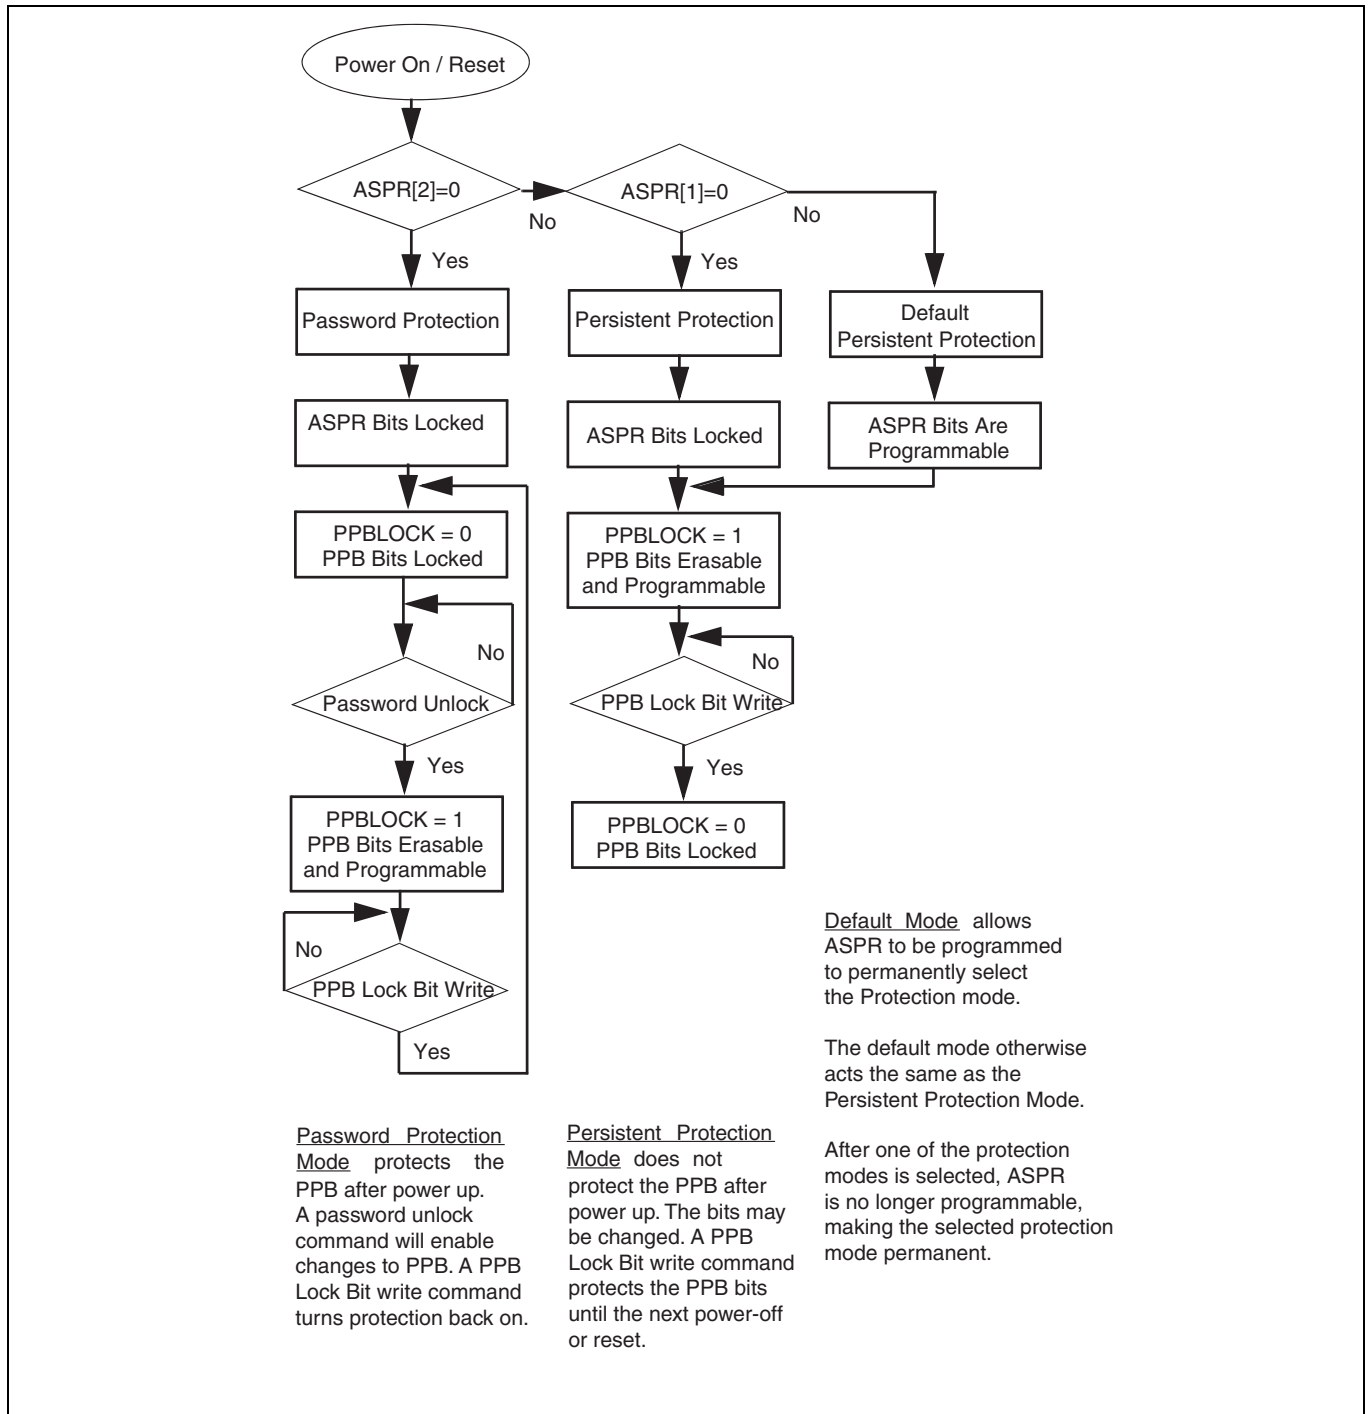 Power On / Reset
ASPR[2]=0
No
ASPR[1]=0
No
Yes
Yes
Password Protection
Persistent Protection
Default
Persistent Protection
ASPR Bits Locked
ASPR Bits Locked
ASPR Bits Are
Programmable
PPBLOCK = 0
PPB Bits Locked
PPBLOCK = 1
PPB Bits Erasable
and Programmable
No
No
Password Unlock
PPB Lock Bit Write
Yes
Yes
PPBLOCK = 1
PPB Bits Erasable
and Programmable
PPBLOCK = 0
PPB Bits Locked
No
PPB Lock Bit Write
Yes
Default Mode allows
ASPR to be programmed
to permanently select
the Protection mode.
The default mode otherwise
acts the same as the
Persistent Protection Mode.
After one of the protection
modes is selected, ASPR
is no longer programmable,
making the selected protection
mode permanent.
Password Protection
Mode protects the
PPB after power up.
A password unlock
command will enable
changes to PPB. A PPB
Lock Bit write command
turns protection back on.
Persistent Protection
Mode does not
protect the PPB after
power up. The bits may
be changed. A PPB
Lock Bit write command
protects the PPB bits
until the next power-off
or reset.